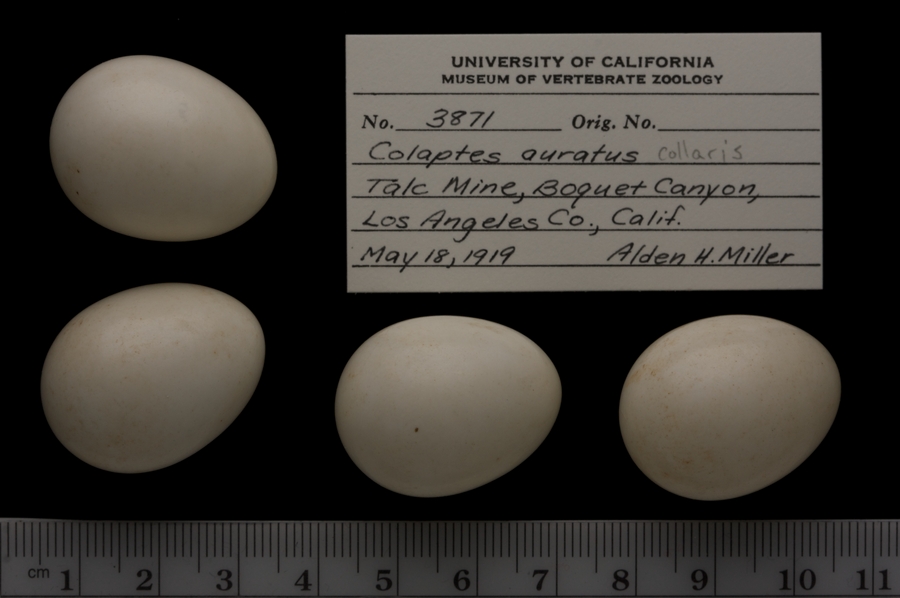 UNIVERSITY OF CALIFORNIA
MUSEUM OF VERTEBRATE ZOOLOGY
No. 3871 Orig. No.
Colaptes auratus collaris
Talc Mine, Boquet Canyon,
Los Angeles Co., Calif.
May 18, 1919 Alden H. Miller
cm 1 2 3 4 5 6 7 8 9 10 11